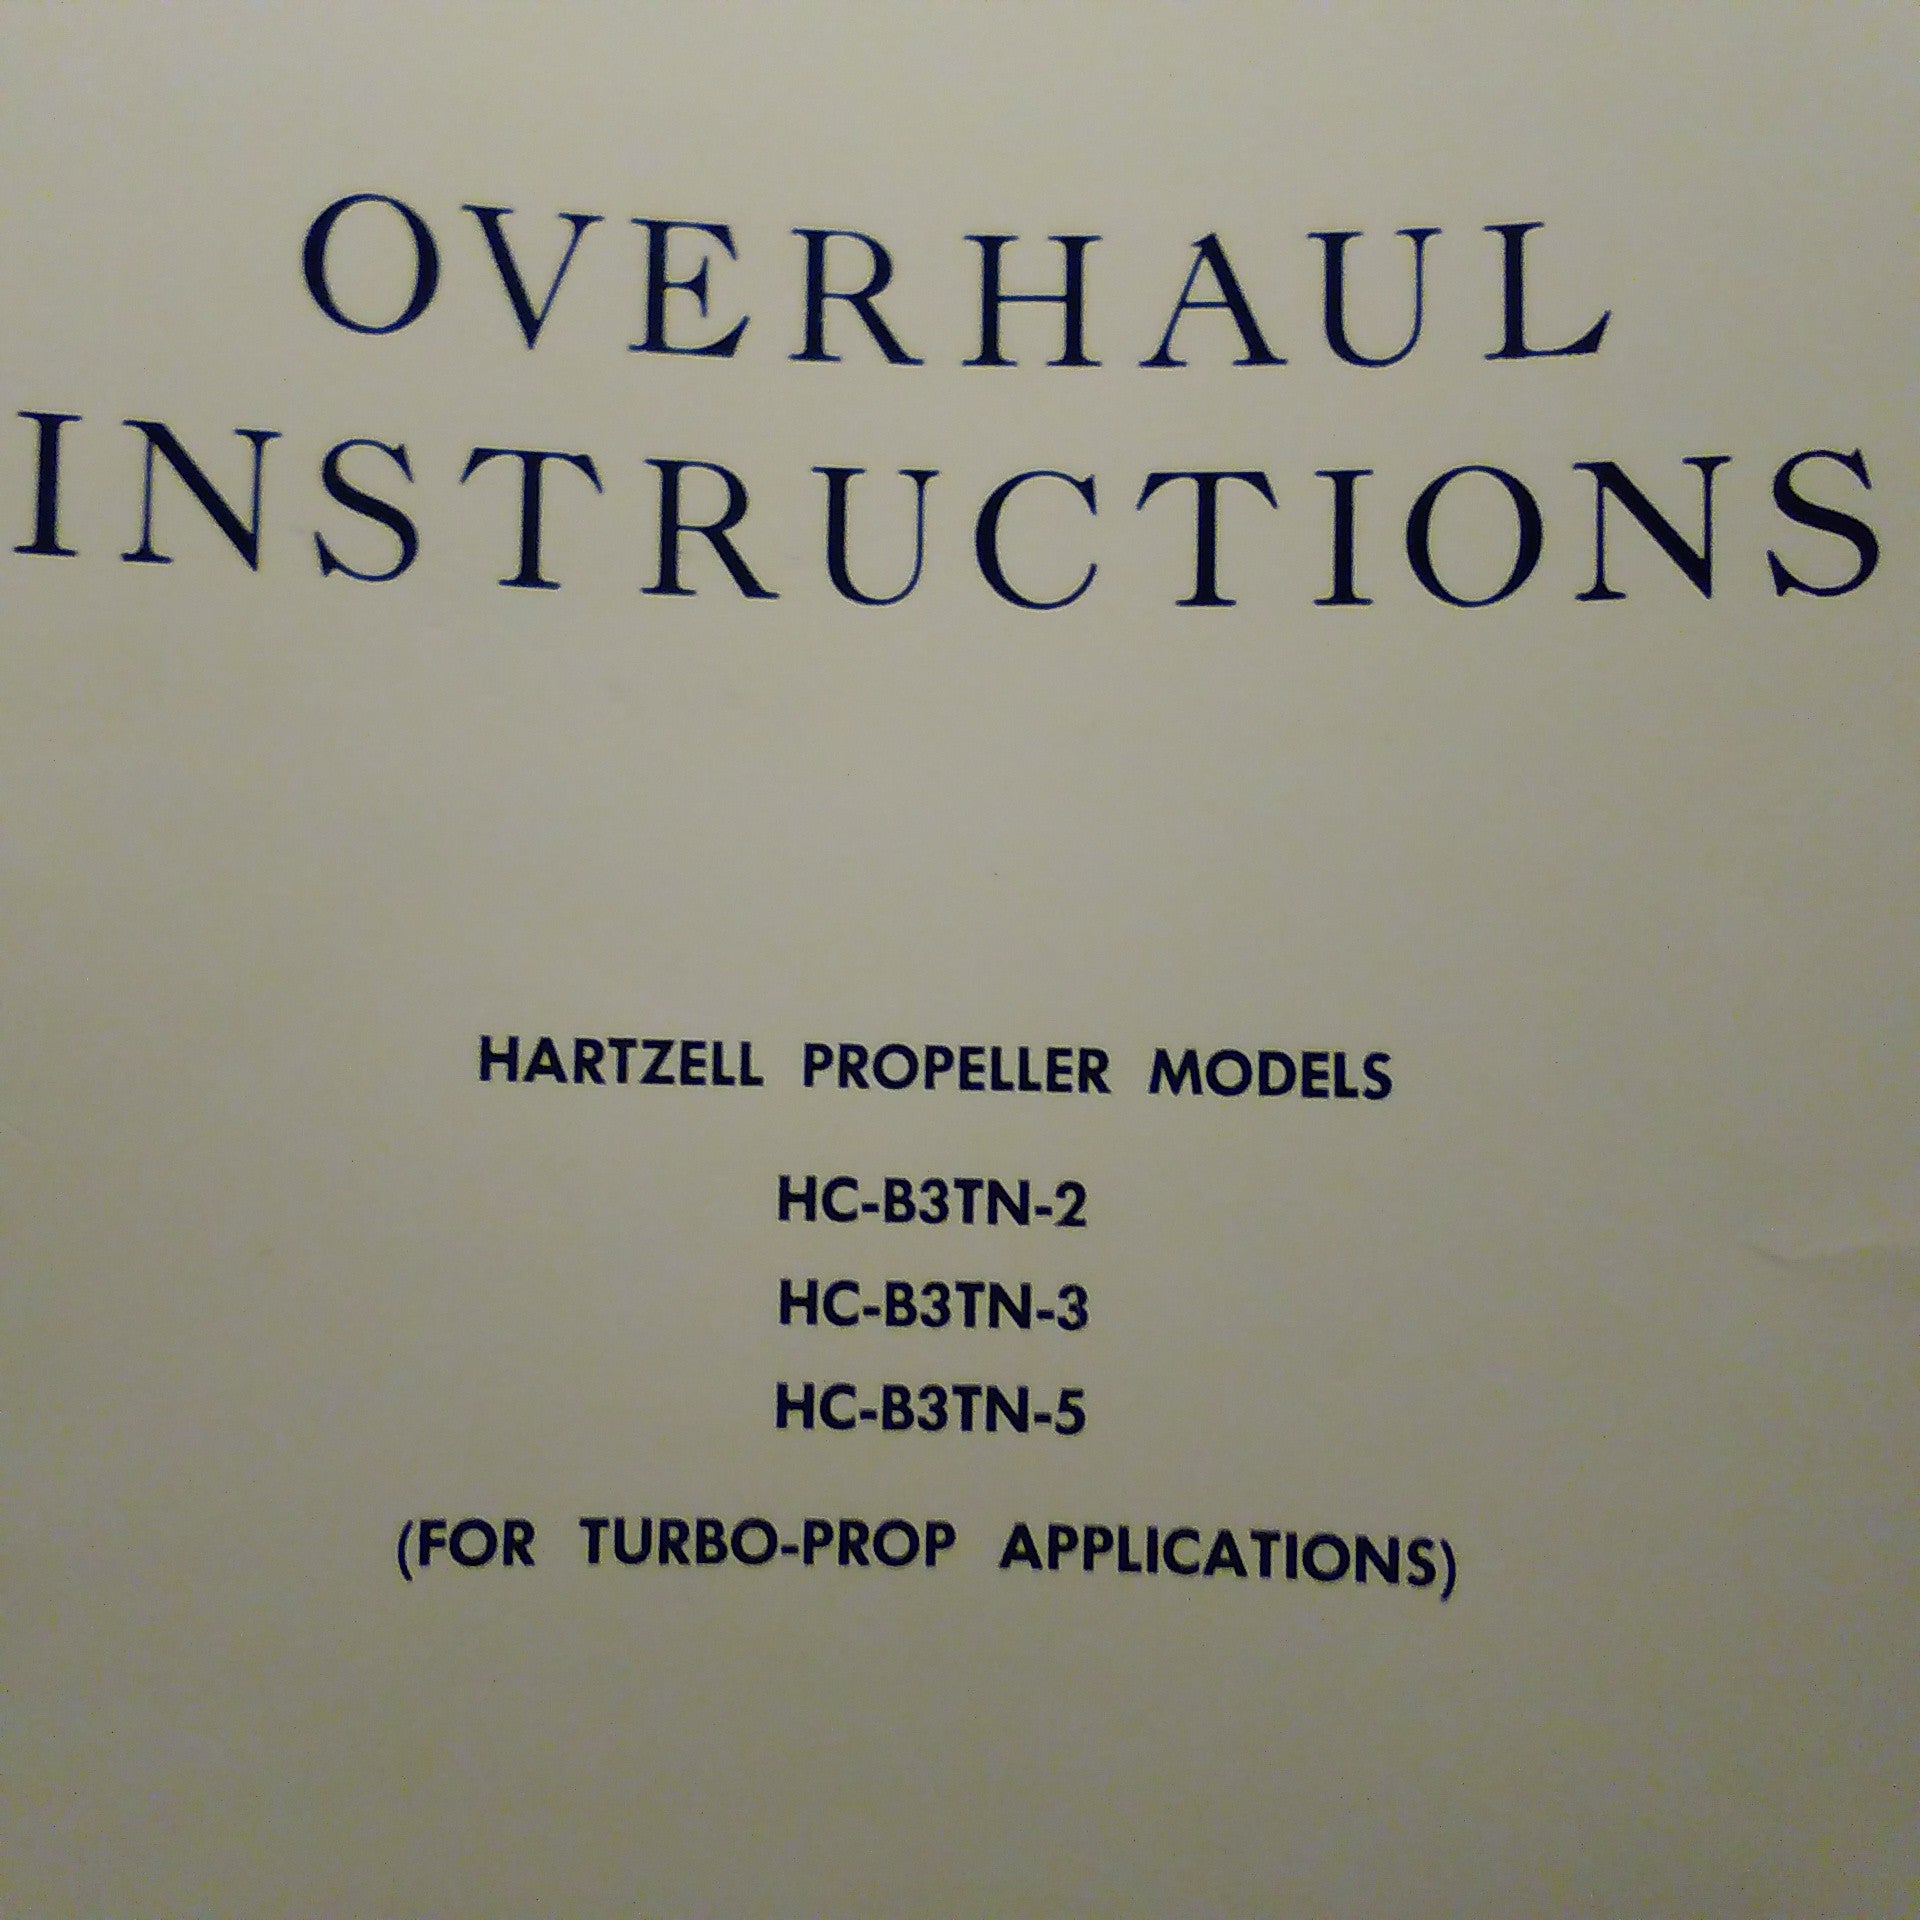 OVERHAUL
INSTRUCTIONS
HARTZELL PROPELLER MODELS
HC-B3TN-2
HC-B3TN-3
HC-B3TN-5
(FOR TURBO-PROP APPLICATIONS)